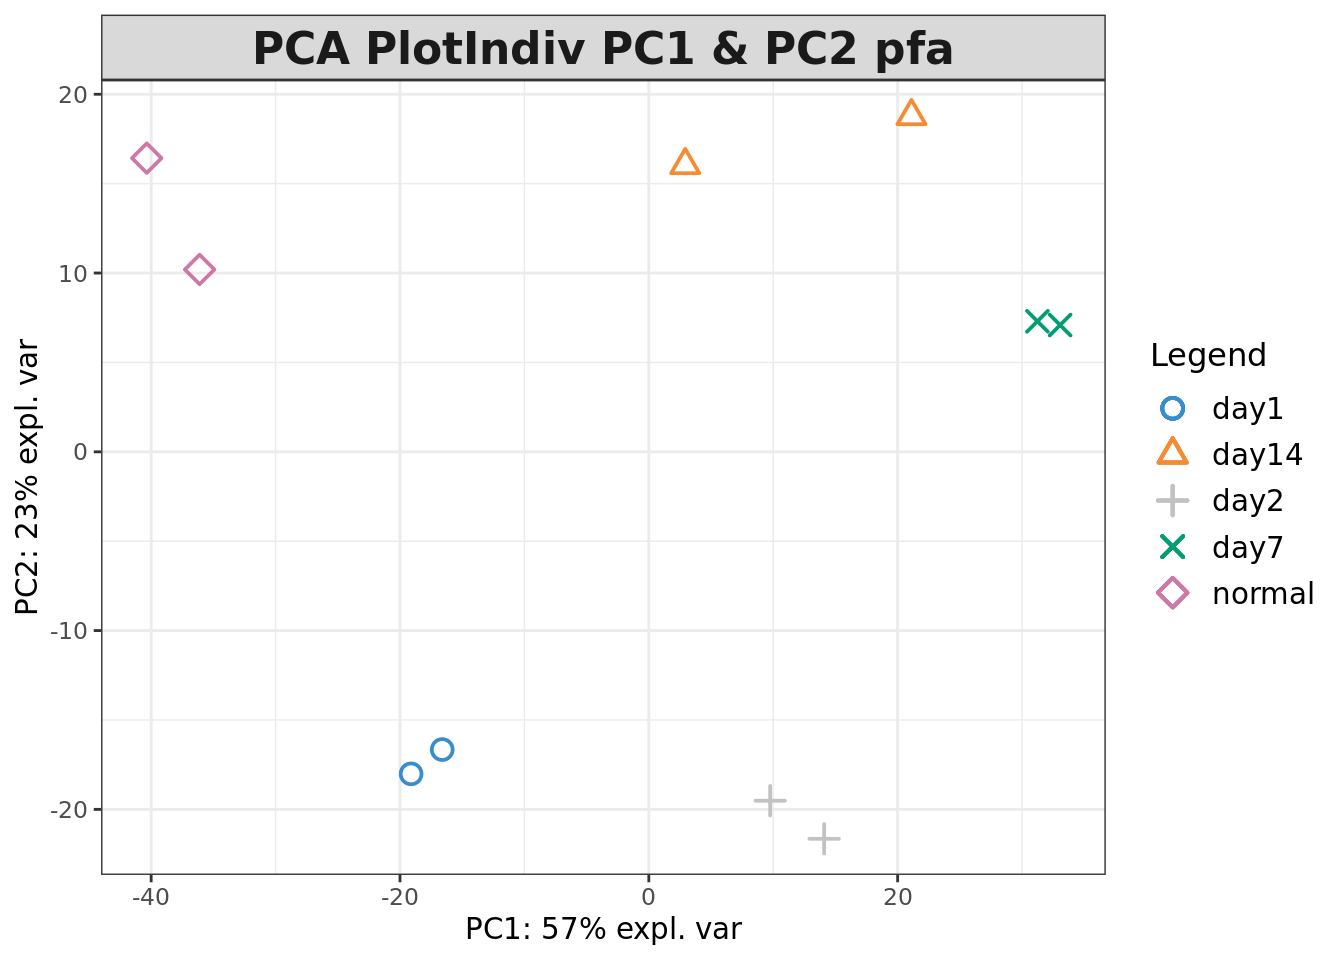 PCA PlotIndiv PC1 & PC2 pfa
20
10
0
-10
-20
PC2: 23% expl. var
-40
-20
0
20
PC1: 57% expl. var
Legend
day1
day14
day2
day7
normal